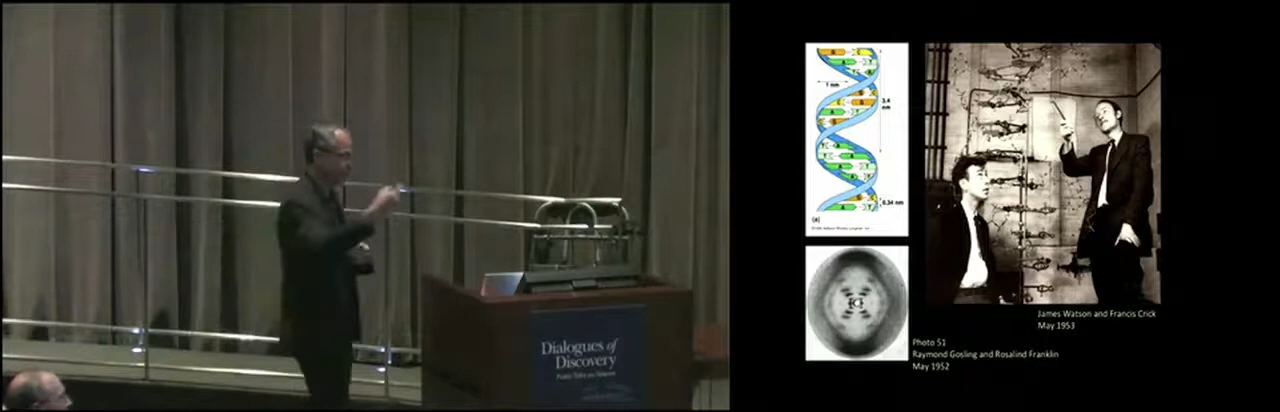 Dialogues of
Discovery
1 nm
3.4
nm
0.34 nm
(a)
James Watson and Francis Crick
May 1953
Photo 51
Raymond Gosling and Rosalind Franklin
May 1952